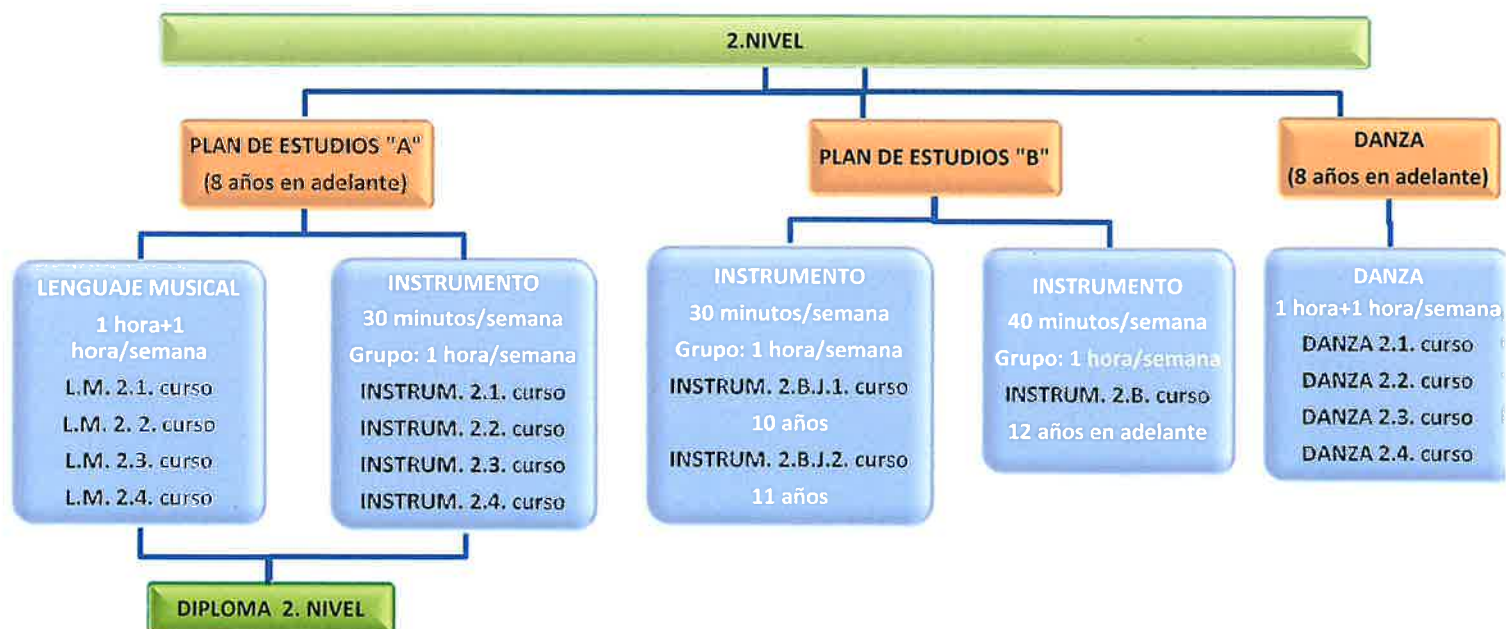 2.NIVEL
PLAN DE ESTUDIOS "A"
(8 años en adelante)
PLAN DE ESTUDIOS "B"
DANZA
(8 años en adelante)
LENGUAJE MUSICAL
1 hora+1
hora/semana
L.M. 2.1. curso
L.M. 2. 2. curso
L.M. 2.3. curso
L.M. 2.4. curso
INSTRUMENTO
30 minutos/semana
Grupo: 1 hora/semana
INSTRUM. 2.1. curso
INSTRUM. 2.2. curso
INSTRUM. 2.3. curso
INSTRUM. 2.4. curso
INSTRUMENTO
30 minutos/semana
Grupo: 1 hora/semana
INSTRUM. 2.B.J.1. curso
10 años
INSTRUM. 2.B.J.2. curso
11 años
INSTRUMENTO
40 minutos/semana
Grupo: 1 hora/semana
INSTRUM. 2.B. curso
12 años en adelante
DANZA
1 hora+1 hora/semana
DANZA 2.1. curso
DANZA 2.2. curso
DANZA 2.3. curso
DANZA 2.4. curso
DIPLOMA 2. NIVEL